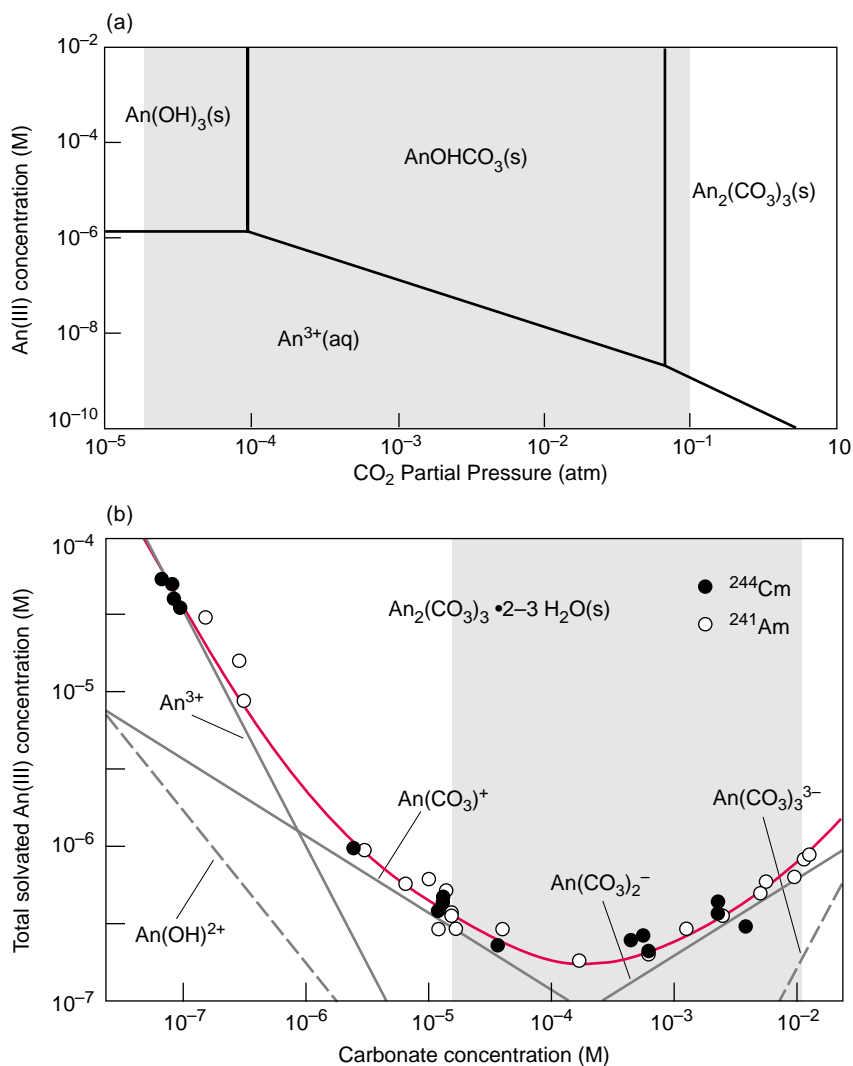 (a)
10⁻²
10⁻⁴
10⁻⁶
10⁻⁸
10⁻¹⁰
An(III) concentration (M)
An(OH)₃(s)
AnOHCO₃(s)
An₂(CO₃)₃(s)
An³⁺(aq)
10⁻⁵ 10⁻⁴ 10⁻³ 10⁻² 10⁻¹ 10
CO₂ Partial Pressure (atm)
(b)
10⁻⁴
10⁻⁵
10⁻⁶
10⁻⁷
Total solvated An(III) concentration (M)
An₂(CO₃)₃ •2–3 H₂O(s)
²⁴⁴Cm
²⁴¹Am
An³⁺
An(CO₃)⁺
An(CO₃)₃³⁻
An(OH)²⁺
An(CO₃)₂⁻
10⁻⁷ 10⁻⁶ 10⁻⁵ 10⁻⁴ 10⁻³ 10⁻²
Carbonate concentration (M)